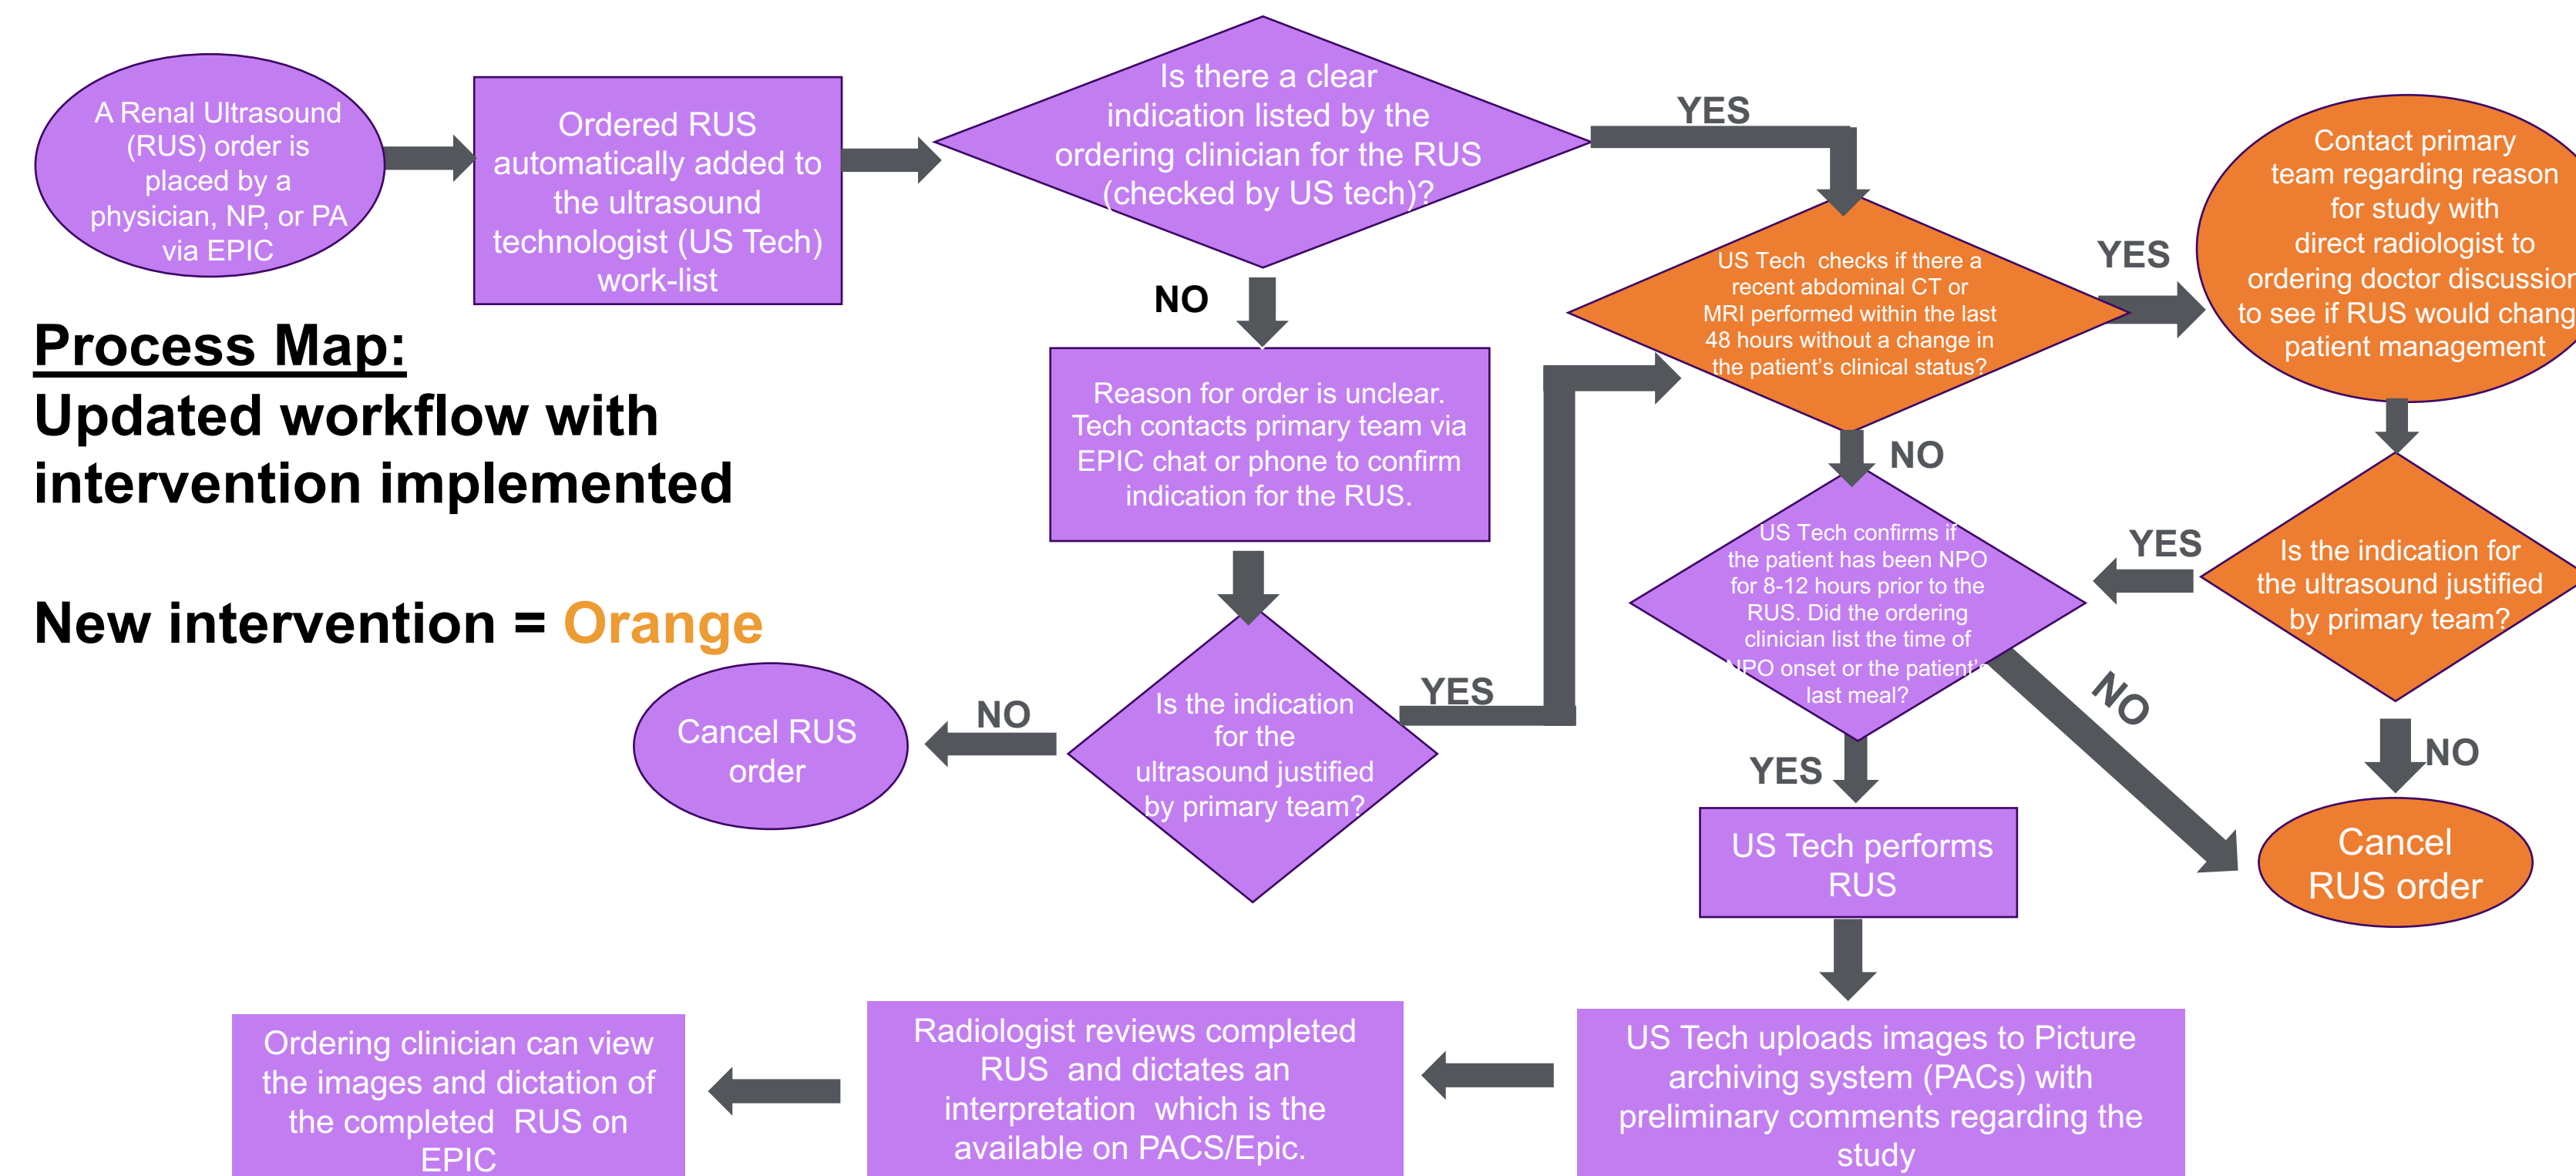 A Renal Ultrasound
(RUS) order is
placed by a
physician, NP, or PA
via EPIC
Ordered RUS
automatically added to
the ultrasound
technologist (US Tech)
work-list
Is there a clear
indication listed by the
ordering clinician for the RUS
(checked by US tech)?
YES
NO
Process Map:
Updated workflow with
intervention implemented
New intervention = Orange
Reason for order is unclear.
Tech contacts primary team via
EPIC chat or phone to confirm
indication for the RUS.
Is the indication
for the
ultrasound justified
by primary team?
NO
Cancel RUS
order
YES
US Tech  checks if there a
recent abdominal CT or
MRI performed within the last
48 hours without a change in
the patient's clinical status?
YES
Contact primary
team regarding reason
for study with
direct radiologist to
ordering doctor discussion
to see if RUS would chang
patient management
NO
US Tech confirms if
the patient has been NPO
for 8-12 hours prior to the
RUS. Did the ordering
clinician list the time of
NPO onset or the patient's
last meal?
YES
Is the indication for
the ultrasound justified
by primary team?
NO
NO
Cancel
RUS order
YES
US Tech performs
RUS
US Tech uploads images to Picture
archiving system (PACs) with
preliminary comments regarding the
study
Radiologist reviews completed
RUS  and dictates an
interpretation  which is the
available on PACS/Epic.
Ordering clinician can view
the images and dictation of
the completed  RUS on
EPIC